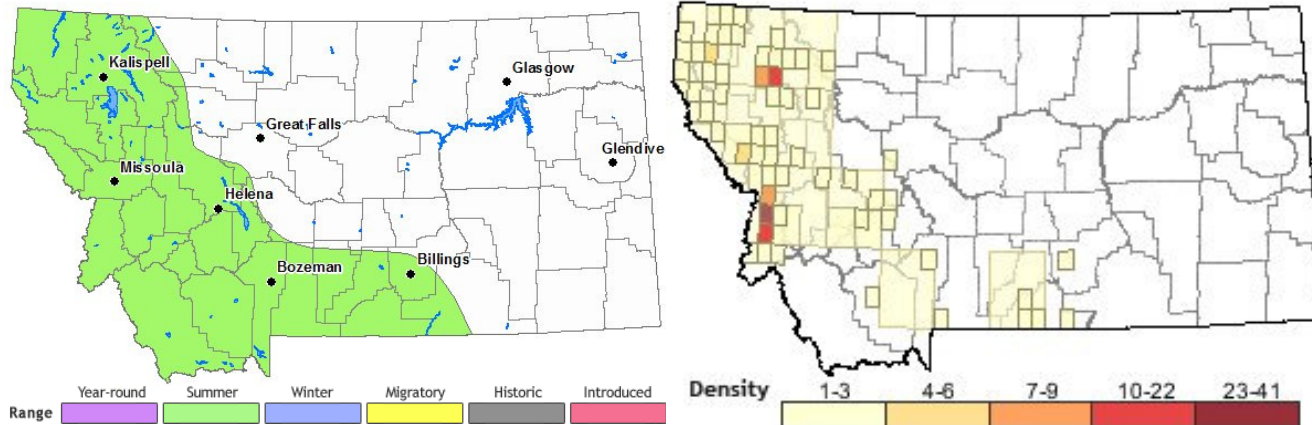 Kalispell
Glasgow
Great Falls
Glendive
Missoula
Helena
Billings
Bozeman
Year-round Summer Winter Migratory Historic Introduced
Range
Density 1-3 4-6 7-9 10-22 23-41